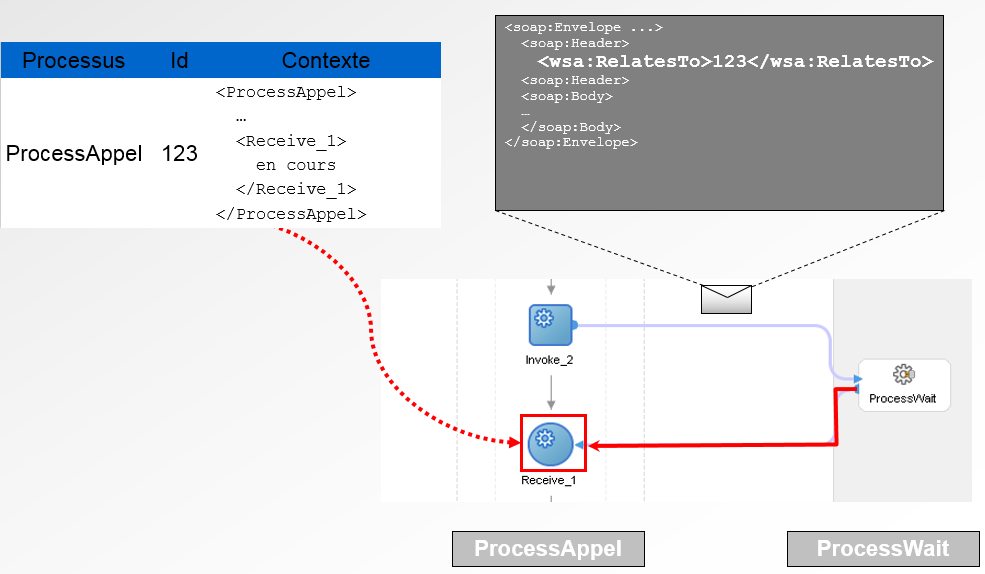 Processus Id Contexte
ProcessAppel 123
<ProcessAppel>
…
<Receive_1>
en cours
</Receive_1>
</ProcessAppel>
<soap:Envelope ...>
<soap:Header>
<wsa:RelatesTo>123</wsa:RelatesTo>
<soap:Header>
<soap:Body>
…
</soap:Body>
</soap:Envelope>
Invoke_2
ProcessWait
Receive_1
ProcessAppel
ProcessWait